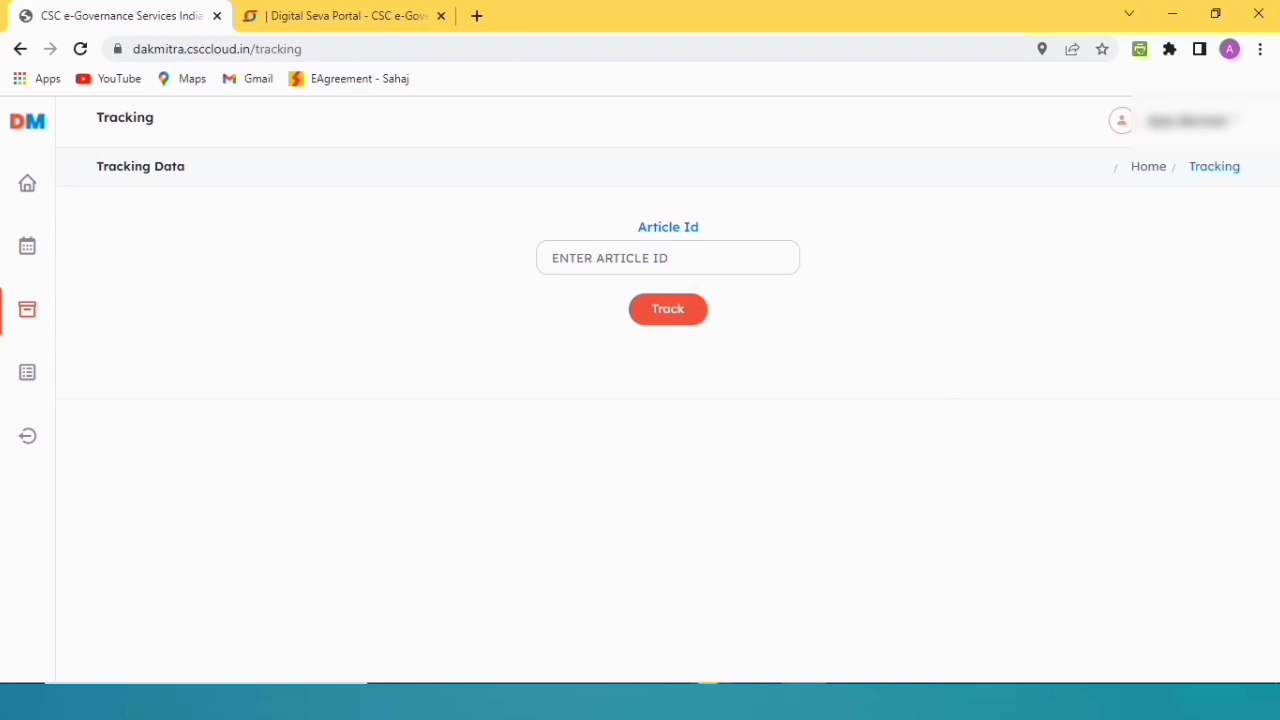 CSC e-Governance Services India
| Digital Seva Portal - CSC e-Gove
dakmitra.csccloud.in/tracking
A
Apps
YouTube
Maps
Gmail
EAgreement - Sahaj
DM
Tracking
Tracking Data
/ Home / Tracking
Article Id
ENTER ARTICLE ID
Track